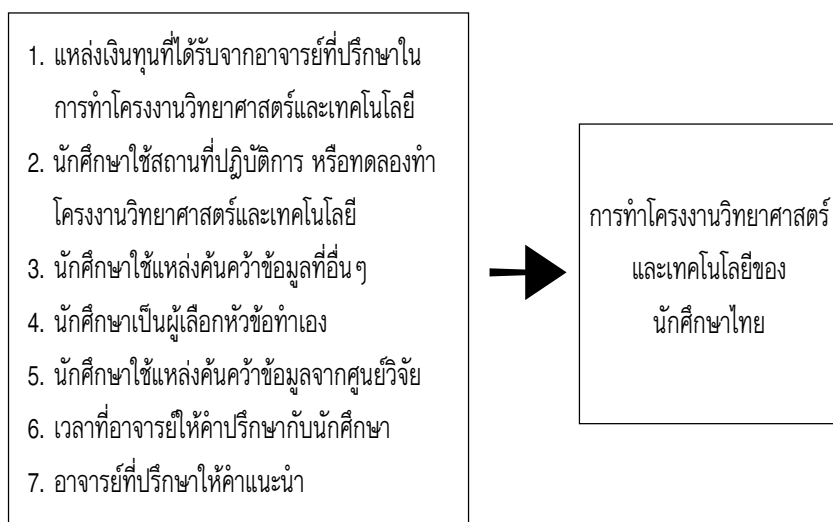 1. แหล่งเงินทุนที่ได้รับจากอาจารย์ที่ปรึกษาใน
การทำโครงงานวิทยาศาสตร์และเทคโนโลยี
2. นักศึกษาใช้สถานที่ปฎิบัติการ หรือทดลองทำ
โครงงานวิทยาศาสตร์และเทคโนโลยี
3. นักศึกษาใช้แหล่งค้นคว้าข้อมูลที่อื่นๆ
4. นักศึกษาเป็นผู้เลือกหัวข้อทำเอง
5. นักศึกษาใช้แหล่งค้นคว้าข้อมูลจากศูนย์วิจัย
6. เวลาที่อาจารย์ให้คำปรึกษากับนักศึกษา
7. อาจารย์ที่ปรึกษาให้คำแนะนำ
การทำโครงงานวิทยาศาสตร์
และเทคโนโลยีของ
นักศึกษาไทย